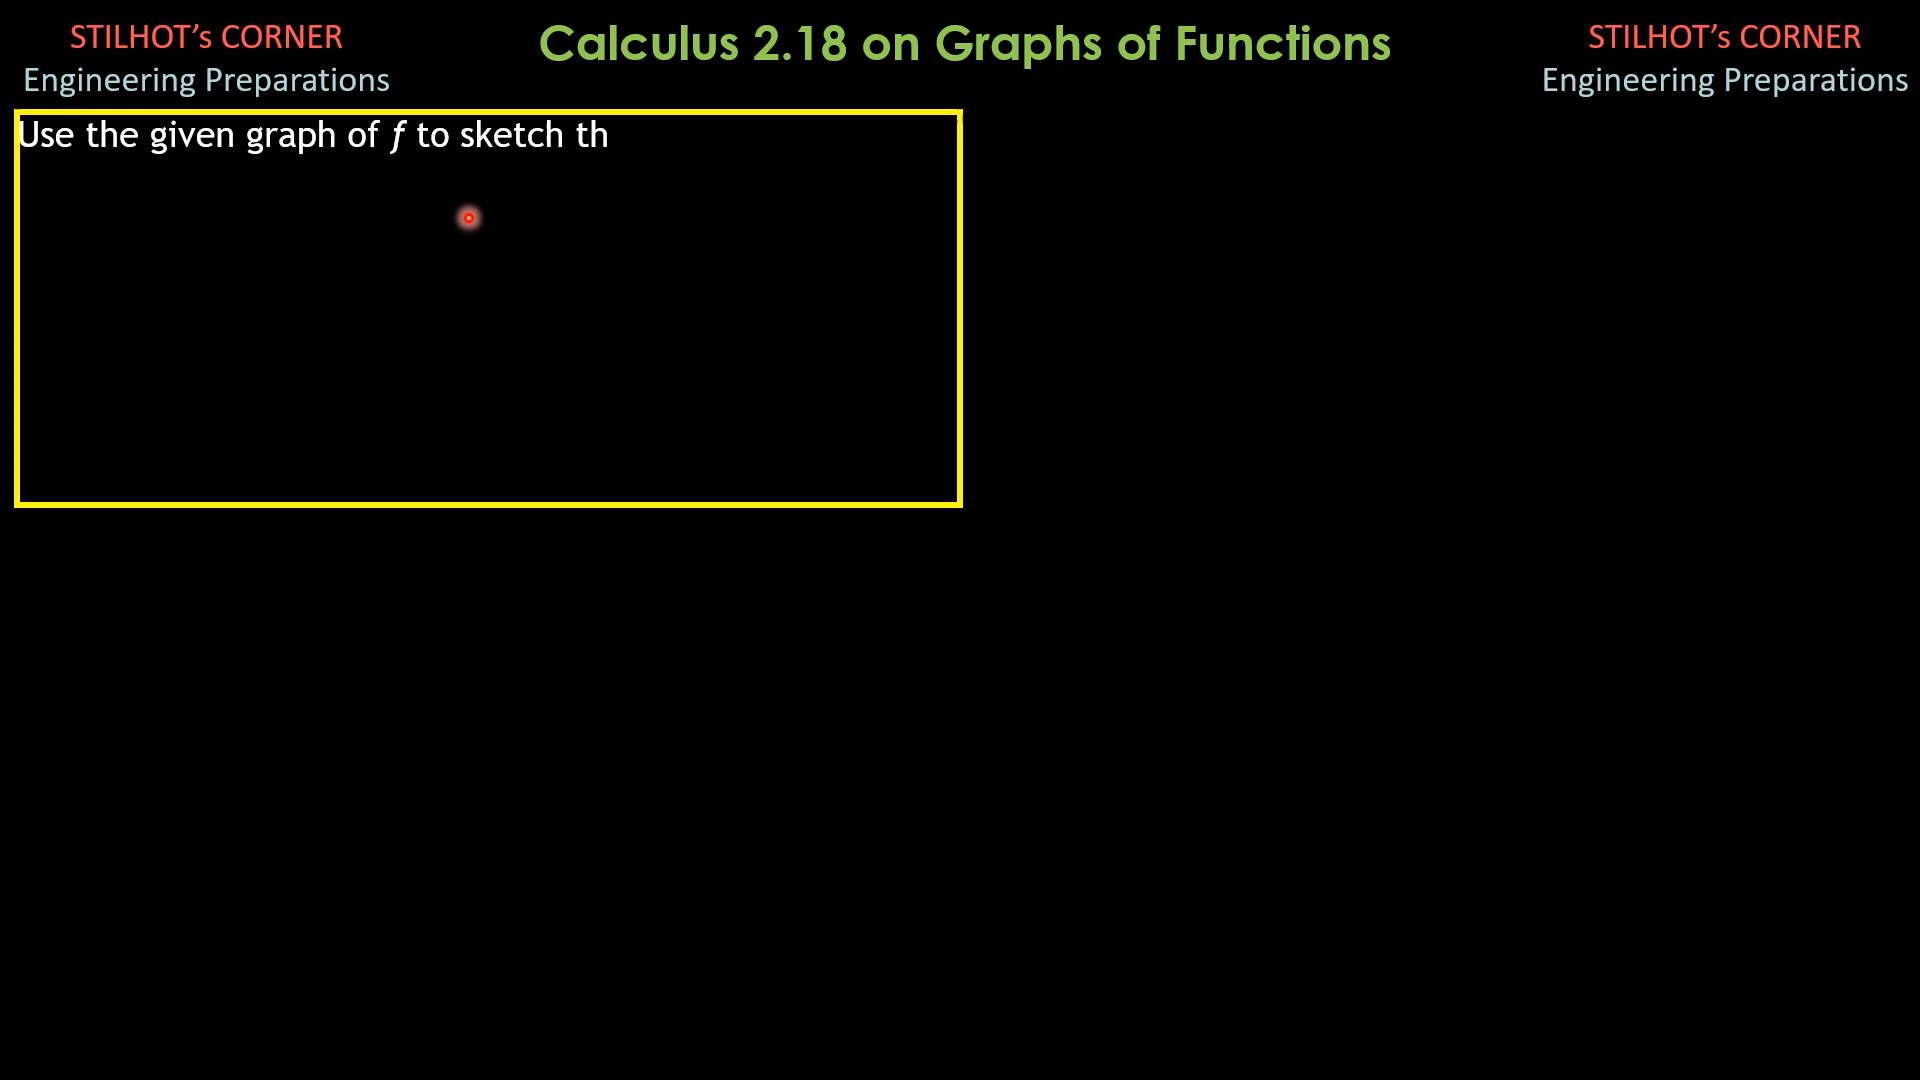 STILHOT’s CORNER
Engineering Preparations
Calculus 2.18 on Graphs of Functions
STILHOT’s CORNER
Engineering Preparations
Use the given graph of f to sketch th